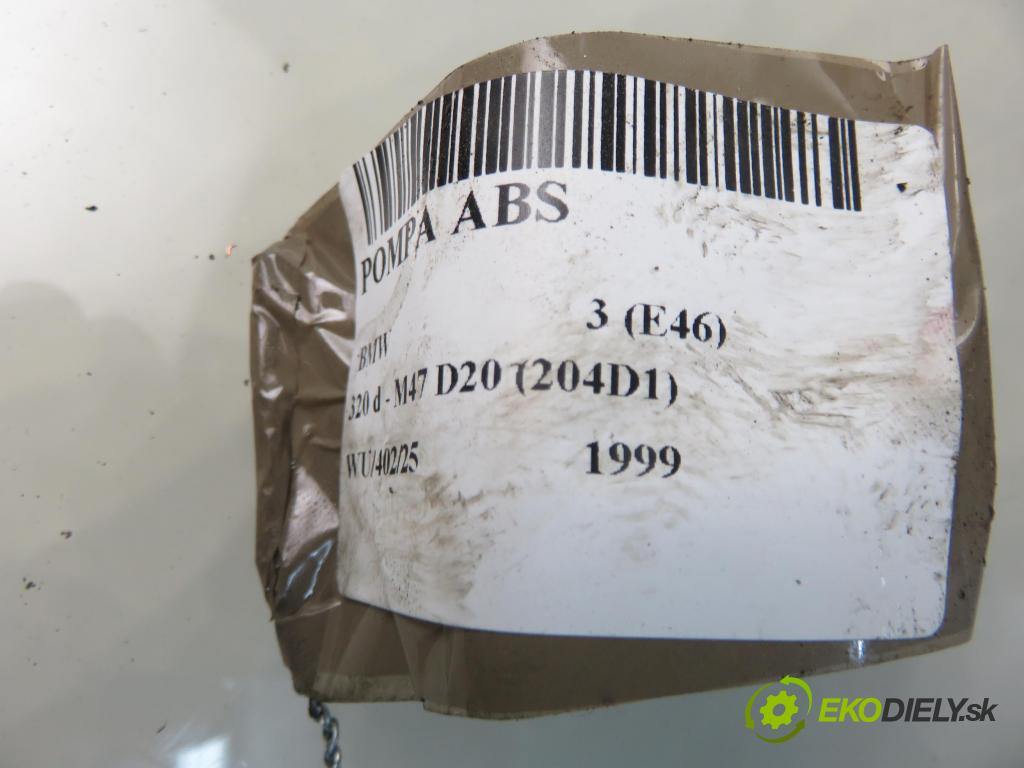 POMPA ABS
BMW 3 (E46)
320 d - M47 D20 (204D1)
WU/402/25 1999
EKODIELY.sk